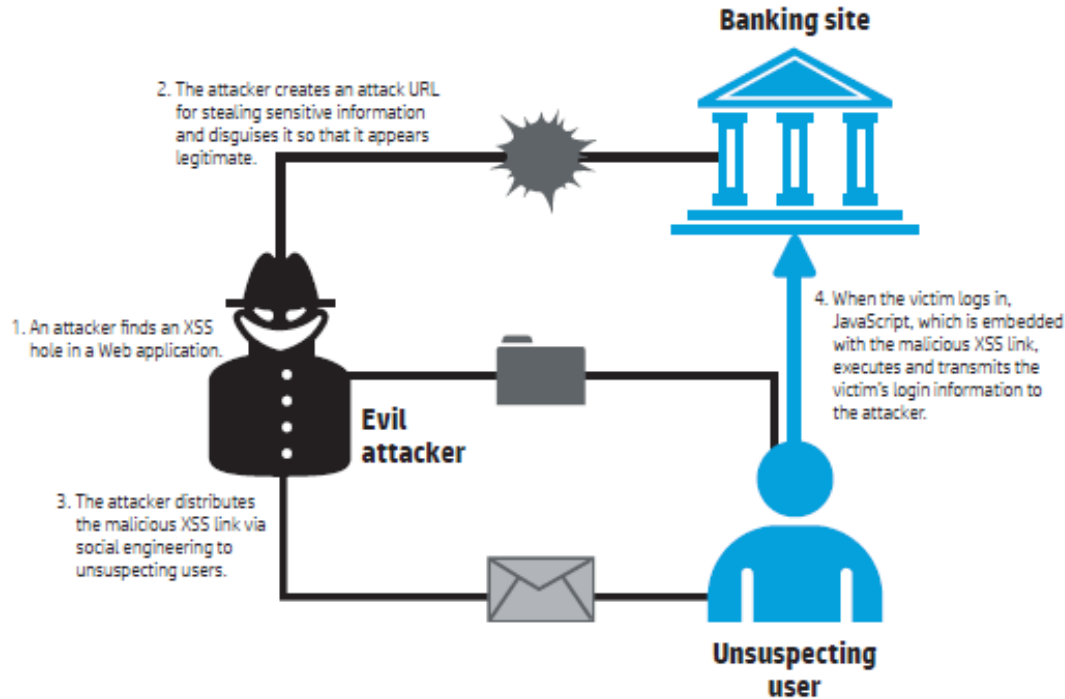 Banking site
2. The attacker creates an attack URL
for stealing sensitive information
and disguises it so that it appears
legitimate.
1. An attacker finds an XSS
hole in a Web application.
Evil
attacker
4. When the victim logs in,
JavaScript, which is embedded
with the malicious XSS link,
executes and transmits the
victim's login information to
the attacker.
3. The attacker distributes
the malicious XSS link via
social engineering to
unsuspecting users.
Unsuspecting
user